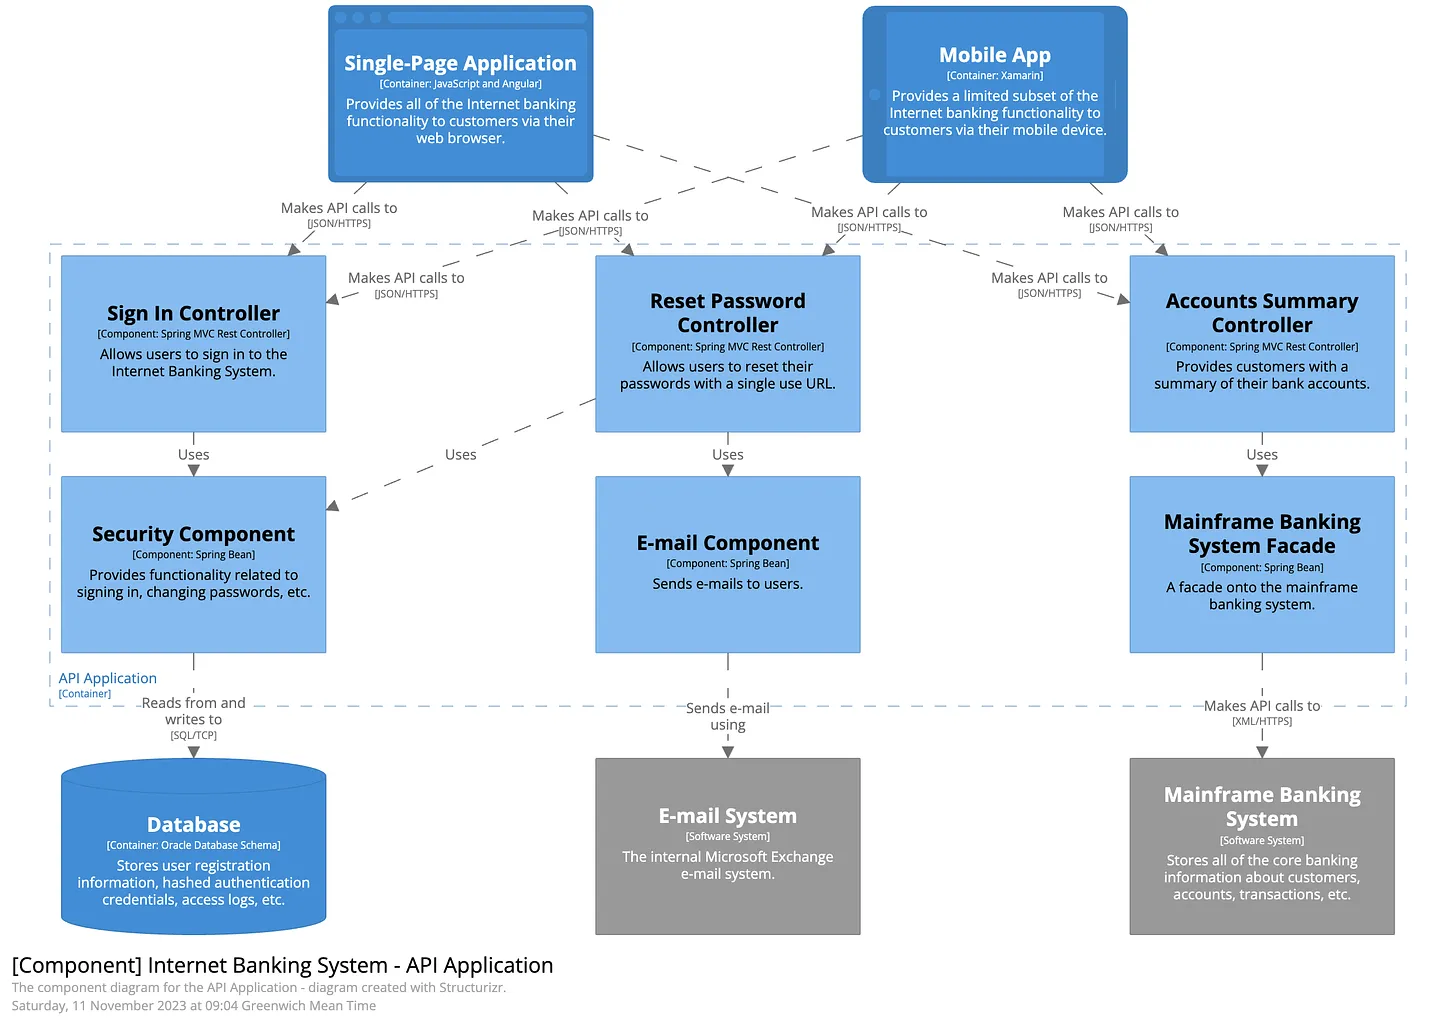 Single-Page Application
[Container: JavaScript and Angular]
Provides all of the Internet banking
functionality to customers via their
web browser.
Mobile App
[Container: Xamarin]
Provides a limited subset of the
Internet banking functionality to
customers via their mobile device.
Makes API calls to
[JSON/HTTPS]
Makes API calls to
[JSON/HTTPS]
Makes API calls to
[JSON/HTTPS]
Makes API calls to
[JSON/HTTPS]
Makes API calls to
[JSON/HTTPS]
Makes API calls to
[JSON/HTTPS]
Sign In Controller
[Component: Spring MVC Rest Controller]
Allows users to sign in to the
Internet Banking System.
Reset Password
Controller
[Component: Spring MVC Rest Controller]
Allows users to reset their
passwords with a single use URL.
Accounts Summary
Controller
[Component: Spring MVC Rest Controller]
Provides customers with a
summary of their bank accounts.
Uses
Uses
Uses
Uses
Security Component
[Component: Spring Bean]
Provides functionality related to
signing in, changing passwords, etc.
E-mail Component
[Component: Spring Bean]
Sends e-mails to users.
Mainframe Banking
System Facade
[Component: Spring Bean]
A facade onto the mainframe
banking system.
API Application
[Container]
Reads from and
writes to
[SQL/TCP]
Sends e-mail
using
Makes API calls to
[XML/HTTPS]
Database
[Container: Oracle Database Schema]
Stores user registration
information, hashed authentication
credentials, access logs, etc.
E-mail System
[Software System]
The internal Microsoft Exchange
e-mail system.
Mainframe Banking
System
[Software System]
Stores all of the core banking
information about customers,
accounts, transactions, etc.
[Component] Internet Banking System - API Application
The component diagram for the API Application - diagram created with Structurizr.
Saturday, 11 November 2023 at 09:04 Greenwich Mean Time